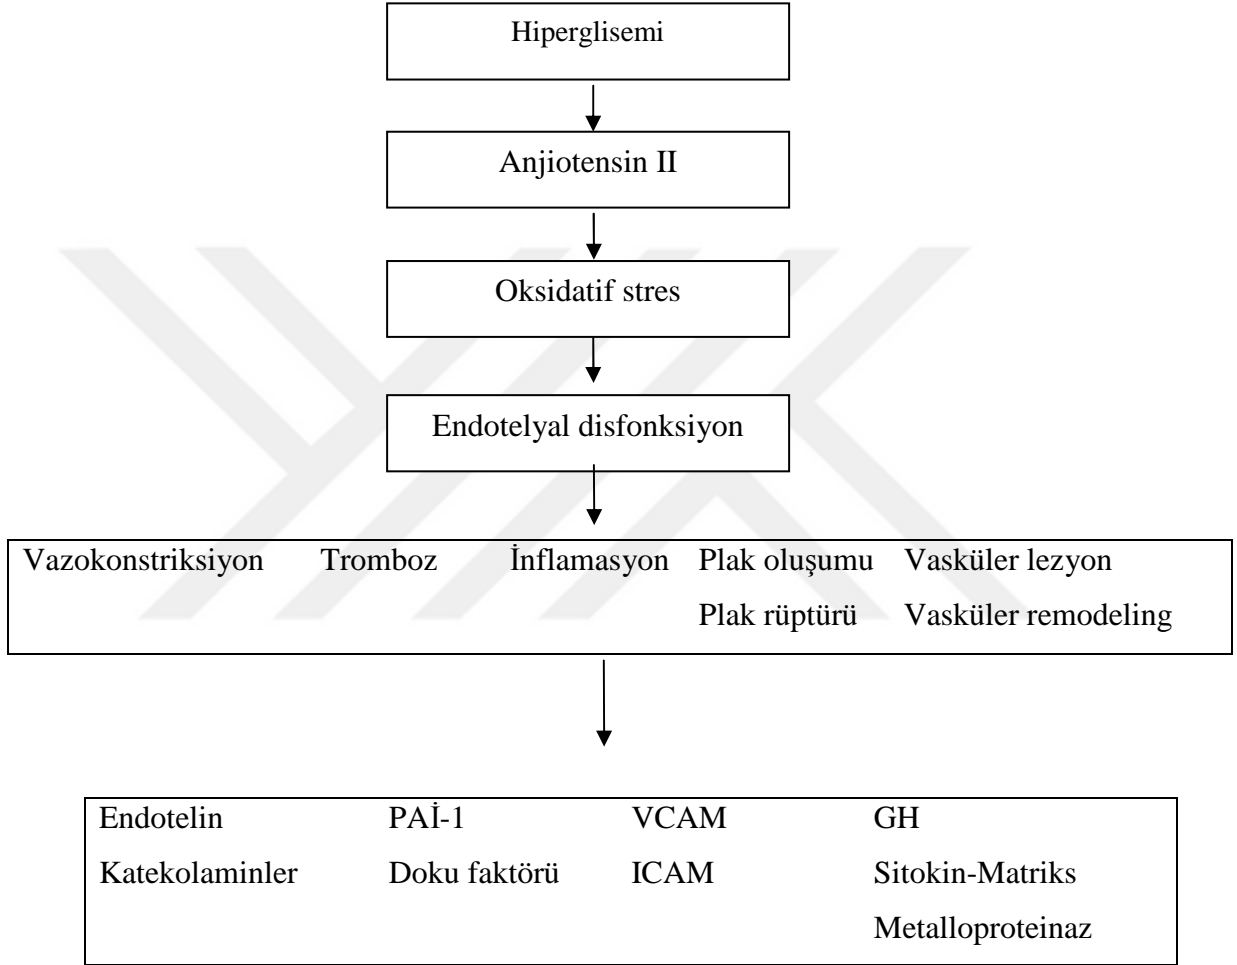 Hiperglisemi
Anjiotensin II
Oksidatif stres
Endotelyal disfonksiyon
Vazokonstriksiyon Tromboz İnflamasyon Plak oluşumu Vasküler lezyon
Plak rüptürü Vasküler remodeling
Endotelin PAİ-1 VCAM GH
Katekolaminler Doku faktörü ICAM Sitokin-Matriks
Metalloproteinaz